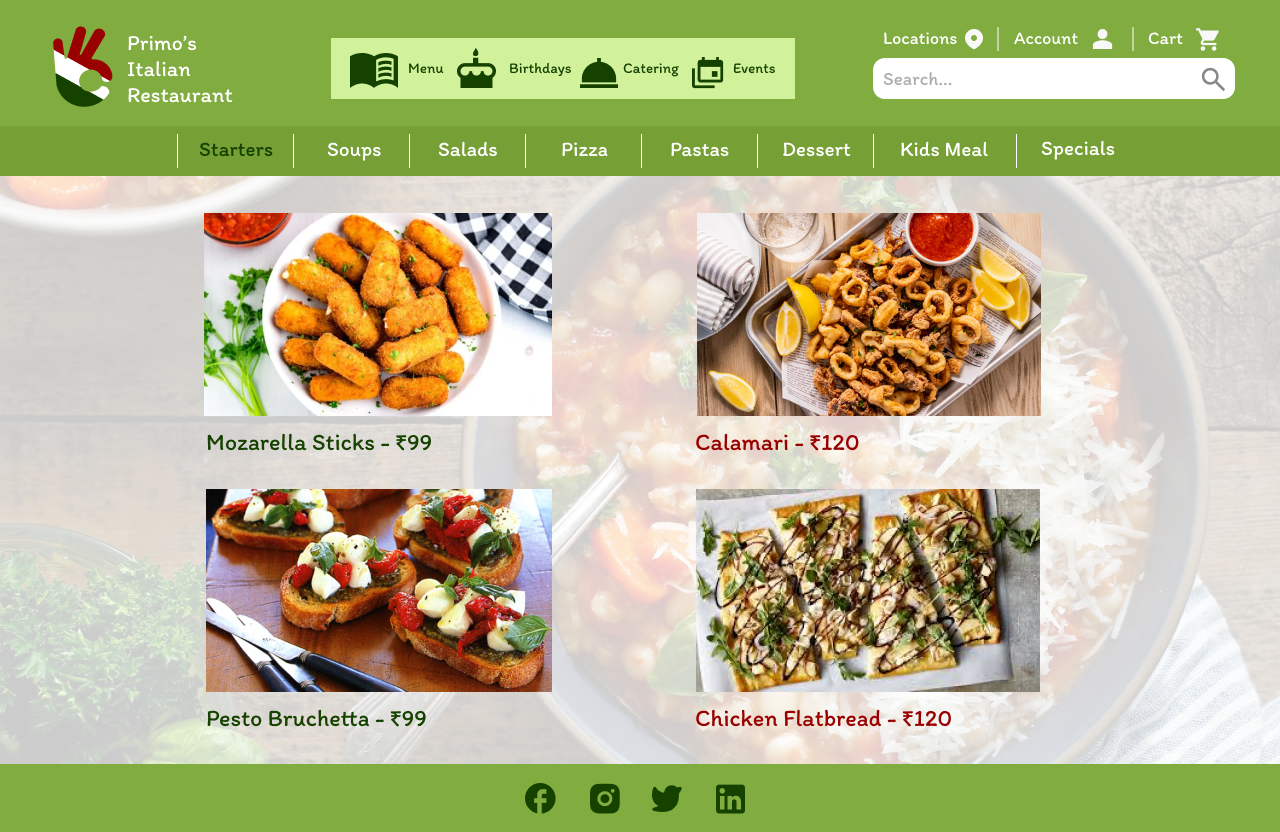 Primo's
Italian
Restaurant
Menu
Birthdays
Catering
Events
Locations
Account
Cart
Search...
Starters
Soups
Salads
Pizza
Pastas
Dessert
Kids Meal
Specials
Mozarella Sticks - ₹99
Calamari - ₹120
Pesto Bruchetta - ₹99
Chicken Flatbread - ₹120